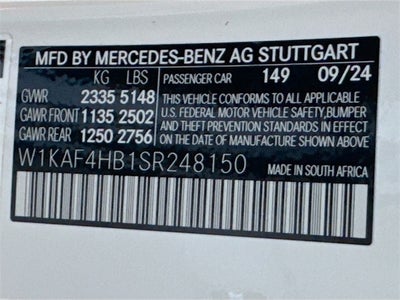 MFD BY MERCEDES-BENZ AG STUTTGART
KG LBS PASSENGER CAR 149 09/24
GVWR 2335 5148
GAWR FRONT 1135 2502
GAWR REAR 1250 2756
THIS VEHICLE CONFORMS TO ALL APPLICABLE
U.S. FEDERAL MOTOR VEHICLE SAFETY, BUMPER
AND THEFT PREVENTION STANDARDS IN EFFECT
ON THE DATE OF MANUFACTURE SHOWN ABOVE
W1KAF4HB1SR248150
MADE IN SOUTH AFRICA